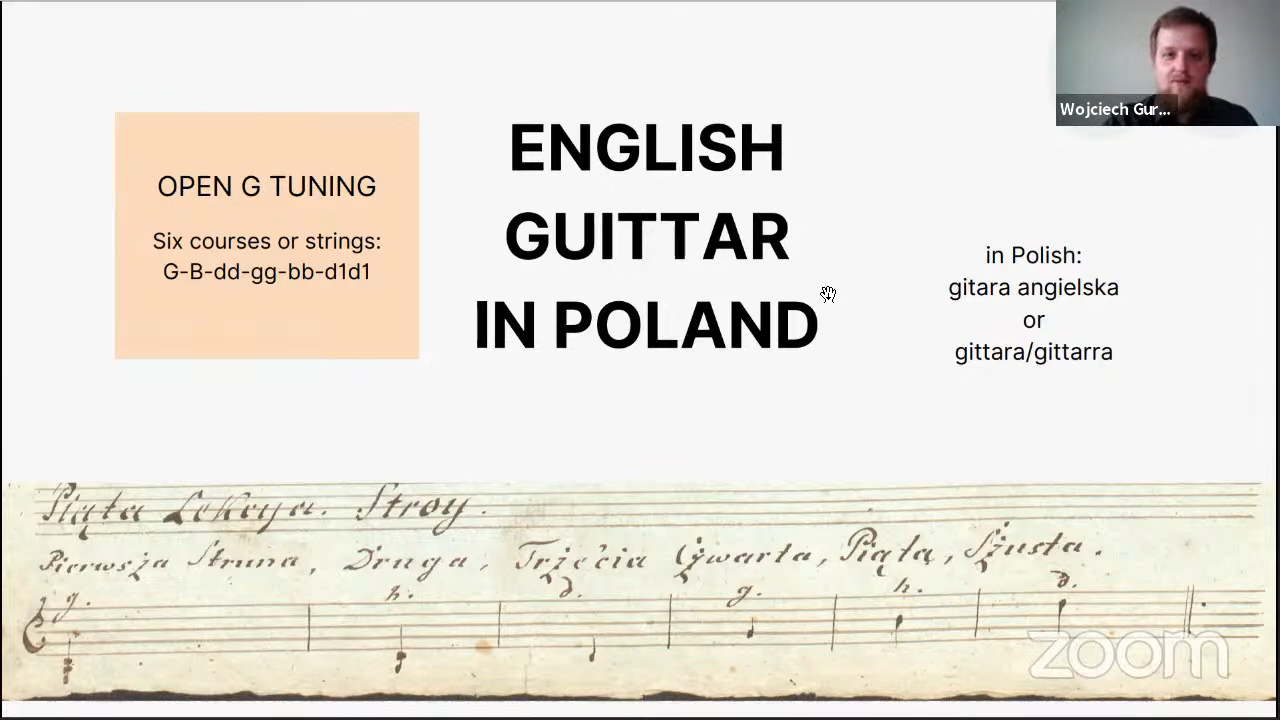 Wojciech Gur...
OPEN G TUNING
Six courses or strings:
G-B-dd-gg-bb-d1d1
ENGLISH
GUITTAR
IN POLAND
in Polish:
gitara angielska
or
gittara/gittarra
Piąta Lekcya. Stroy.
Pierwsza Struna, Druga, Trzécia Czwarta, Piąta, Szusta.
g. h. d. g. h. d.
zoom